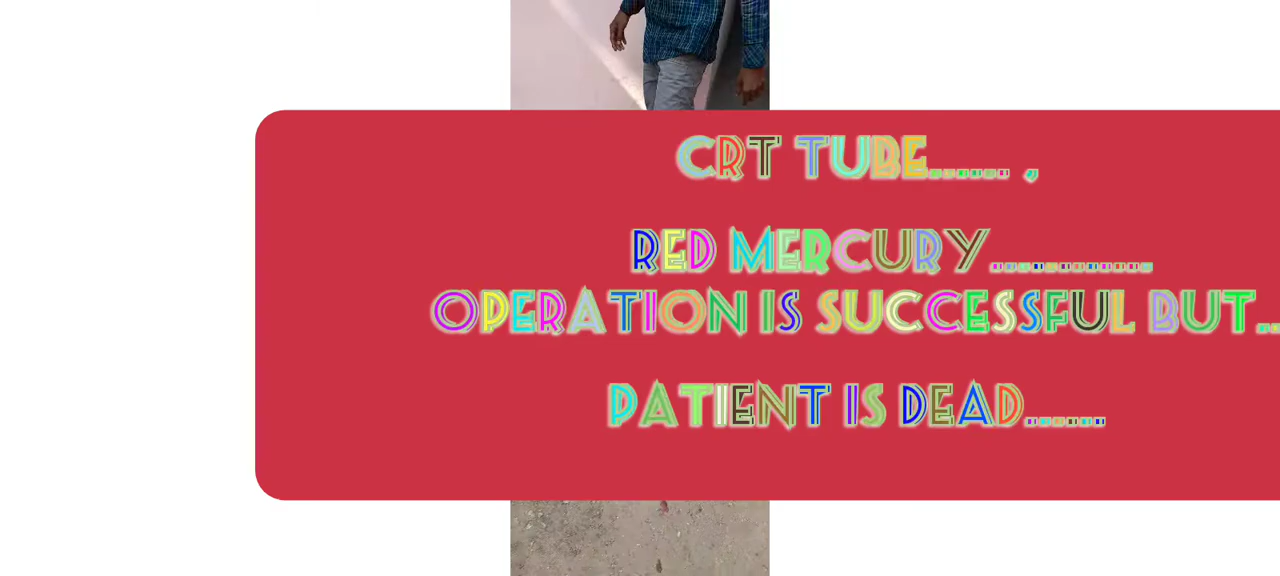 CRT TUBE....... ,
RED MERCURY.............
OPERATION IS SUCCESSFUL BUT..
PATIENT IS DEAD.......